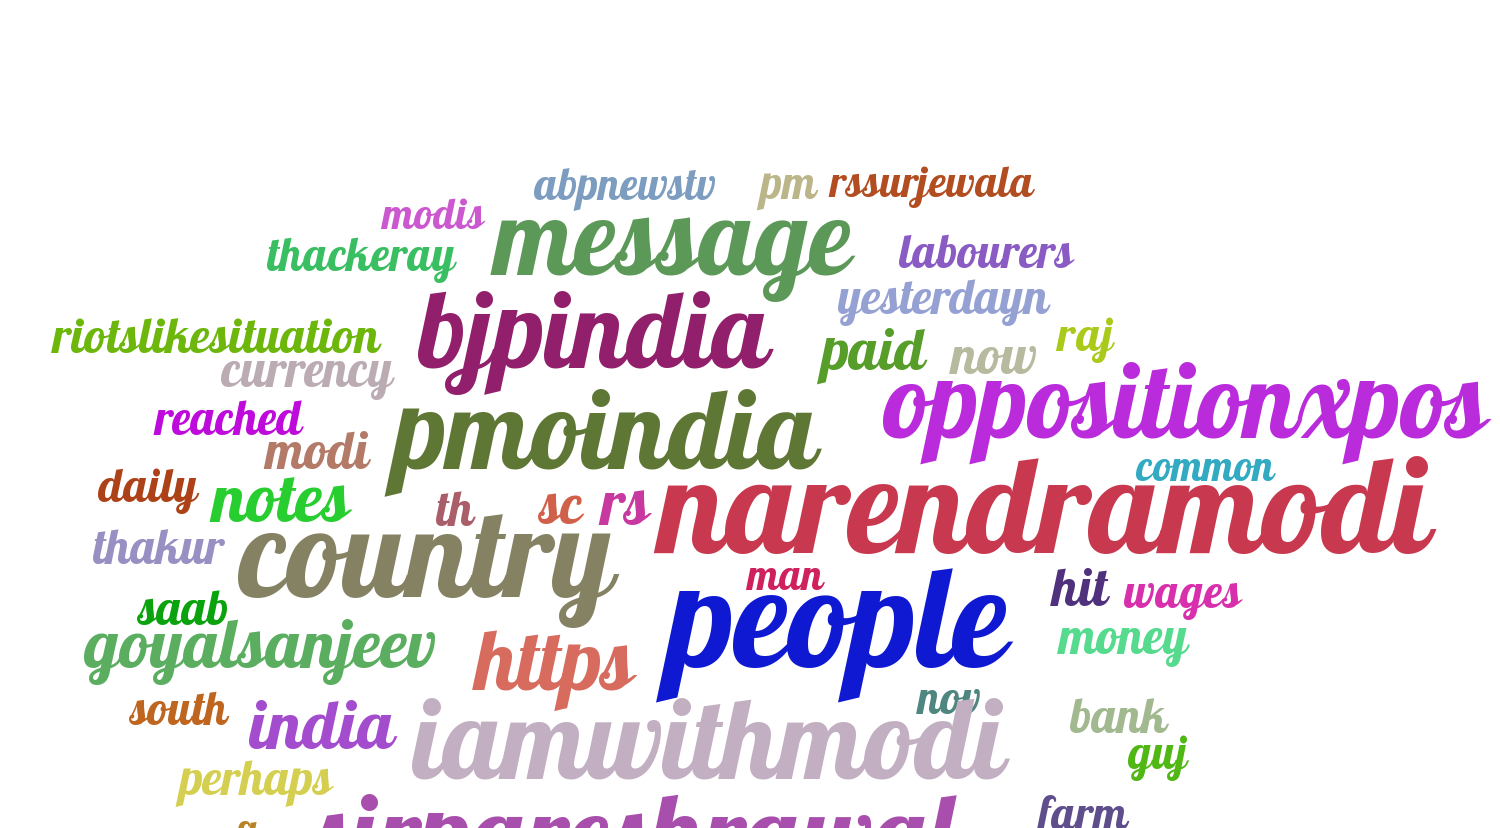 abpnewstv pm rssurjewala
modis message
thackeray labourers
yesterdayn
riotslikesituation bjpindia paid now raj
currency
reached pmoindia oppositionxpos
modi common
daily notes th sc rs narendramodi
thakur country
man hit wages
saab people
goyalsanjeev https money
south india iamwithmodi nov bank
guj
perhaps
sirpareshrawal farm